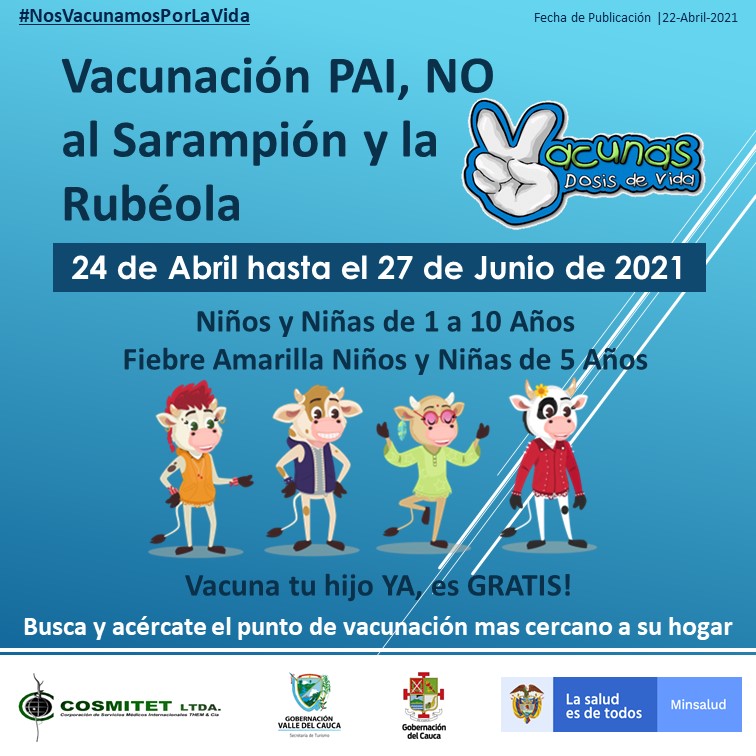 #NosVacunamosPorLaVida
Fecha de Publicación |22-Abril-2021
Vacunación PAI, NO
al Sarampión y la
Rubéola
Vacunas
Dosis de Vida
24 de Abril hasta el 27 de Junio de 2021
Niños y Niñas de 1 a 10 Años
Fiebre Amarilla Niños y Niñas de 5 Años
Vacuna tu hijo YA, es GRATIS!
Busca y acércate el punto de vacunación mas cercano a su hogar
COSMITET LTDA.
Corporación de Servicios Médicos Internacionales THEM & Cia
GOBERNACIÓN
VALLE DEL CAUCA
Secretaría de Turismo
Gobernación
del Cauca
La salud
es de todos
Minsalud